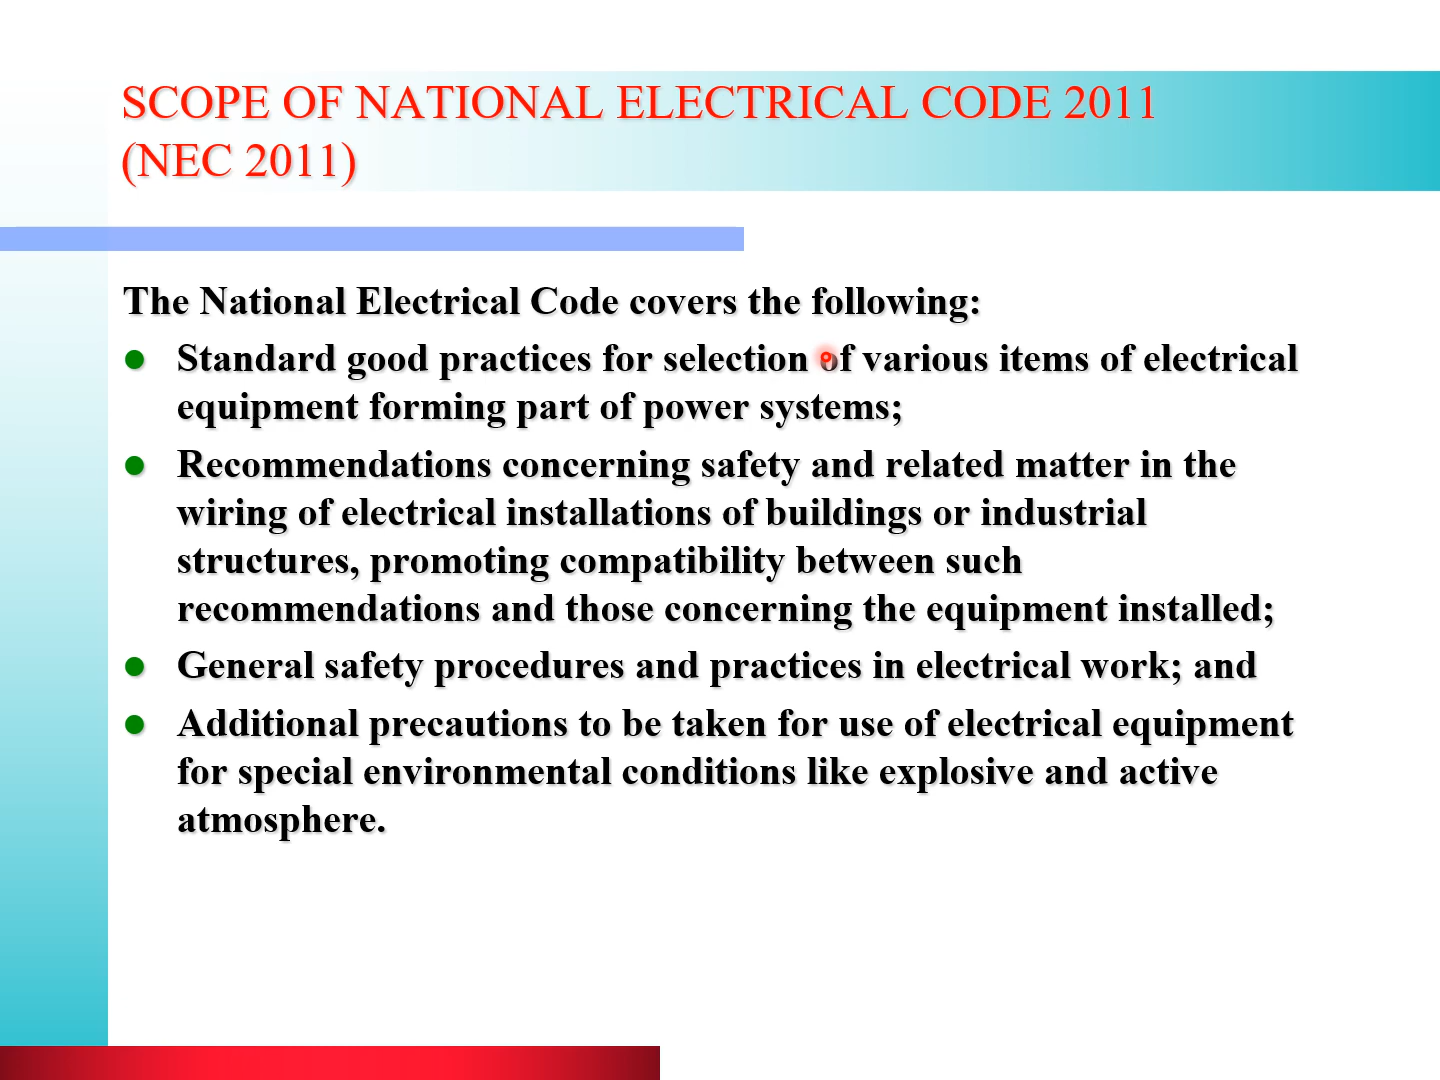 SCOPE OF NATIONAL ELECTRICAL CODE 2011
(NEC 2011)
The National Electrical Code covers the following:
Standard good practices for selection of various items of electrical
equipment forming part of power systems;
Recommendations concerning safety and related matter in the
wiring of electrical installations of buildings or industrial
structures, promoting compatibility between such
recommendations and those concerning the equipment installed;
General safety procedures and practices in electrical work; and
Additional precautions to be taken for use of electrical equipment
for special environmental conditions like explosive and active
atmosphere.